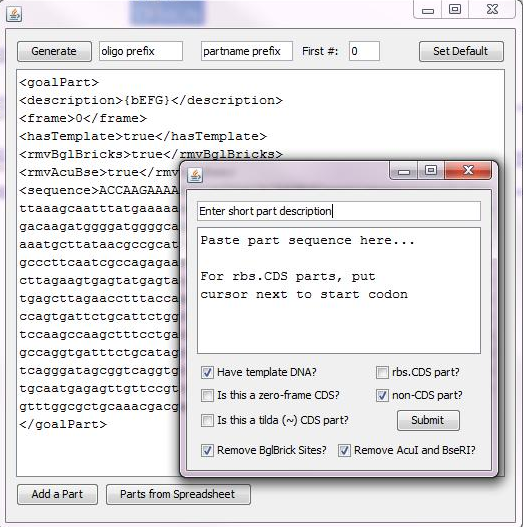 Generate oligo prefix partname prefix First #: 0 Set Default
<goalPart>
<description>{bEFG}</description>
<frame>0</frame>
<hasTemplate>true</hasTemplate>
<rmvBglBricks>true</rmvBglBricks>
<rmvAcuBse>true</rmv
<sequence>ACCAAGAAAA
ttaaagcaatttatgaaaaa
gacaagatggggatggggca
aaatgcttataacgccgcat
gcccttcaatcgccagagaa
cttagaagtgagtatgagta
tgagcttagaacctttacca
ccagtgattctgcattctgg
tccaagccaagctttcctga
gccaggtgatttctgcatag
tcagggatagcggtcaggtg
tgcaatgagagttgttccgt
gtttggcgctgcaaacgacg
</goalPart>
Enter short part description
Paste part sequence here...
For rbs.CDS parts, put
cursor next to start codon
Have template DNA? rbs.CDS part?
Is this a zero-frame CDS? non-CDS part?
Is this a tilda (~) CDS part? Submit
Remove BglBrick Sites? Remove AcuI and BseRI?
Add a Part Parts from Spreadsheet